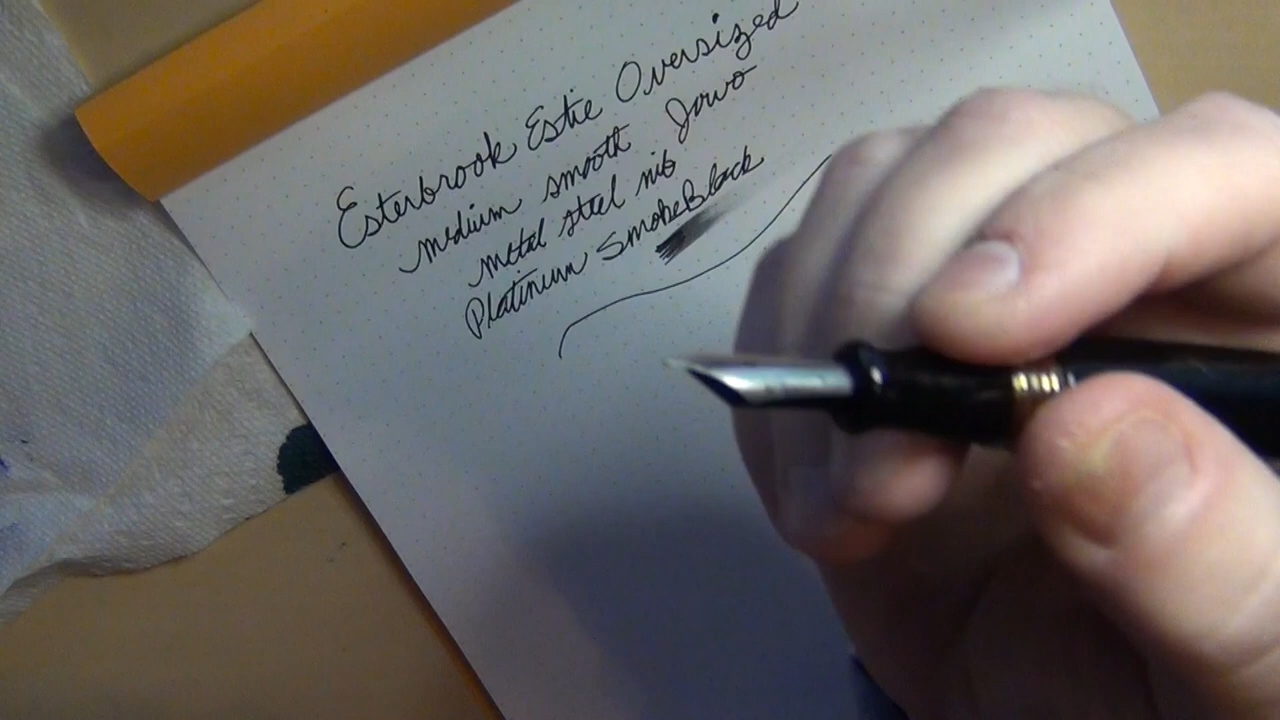 Esterbrook Estie Oversized
medium smooth Jowo
metal steel nib
Platinum SmokeBlack